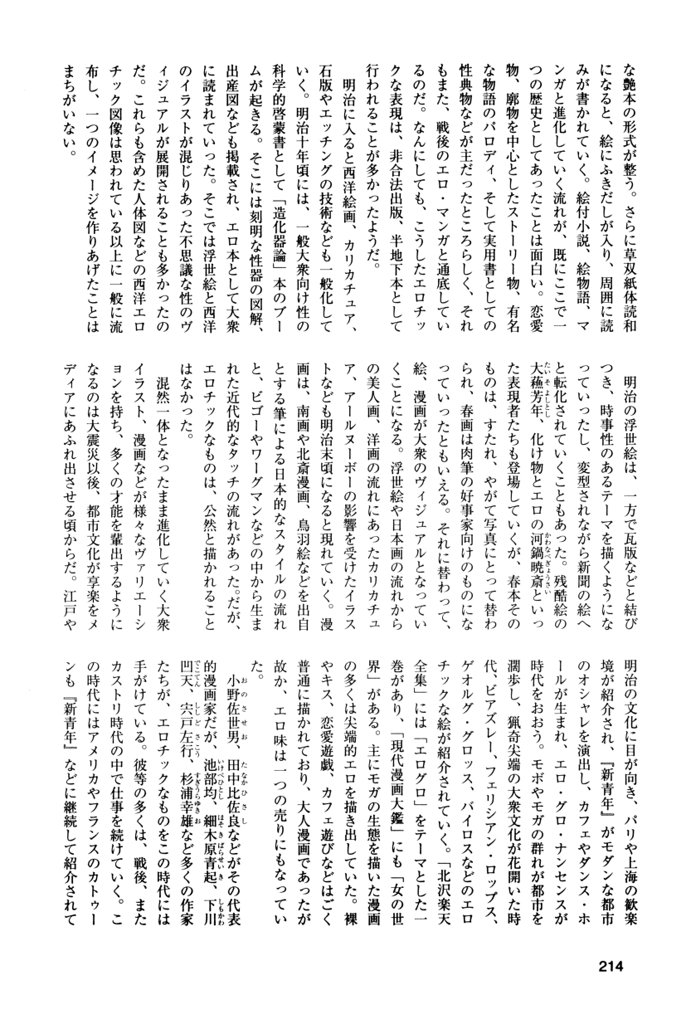 な艶本の形式が整う。さらに草双紙体読和
になると、絵にふきだしが入り、周囲に読
みが書かれていく。絵付小説、絵物語、マ
ンガと進化していく流れが、既にここで一
つの歴史としてあったことは面白い。恋愛
物、廓物を中心としたストーリー物、有名
な物語のパロディ、そして実用書としての
性典物などが主だったところらしく、それ
もまた、戦後のエロ・マンガと通底してい
るのだ。なんにしても、こうしたエロチッ
クな表現は、非合法出版、半地下本として
行われることが多かったようだ。
　明治に入ると西洋絵画、カリカチュア、
石版やエッチングの技術なども一般化して
いく。明治十年頃には、一般大衆向け性の
科学的啓蒙書として「造化器論」本のブー
ムが起きる。そこには刻明な性器の図解、
出産図なども掲載され、エロ本として大衆
に読まれていった。そこでは浮世絵と西洋
のイラストが混じりあった不思議な性のヴ
ィジュアルが展開されることも多かったの
だ。これらも含めた人体図などの西洋エロ
チック図像は思われている以上に一般に流
布し、一つのイメージを作りあげたことは
まちがいない。
　明治の浮世絵は、一方で瓦版などと結び
つき、時事性のあるテーマを描くようにな
っていったし、変型されながら新聞の絵へ
と転化されていくこともあった。残酷絵の
大蘓芳年、化け物とエロの河鍋暁斎といっ
た表現者たちも登場していくが、春本その
ものは、すたれ、やがて写真にとって替わ
られ、春画は肉筆の好事家向けのものにな
っていったともいえる。それに替わって、
絵、漫画が大衆のヴィジュアルとなってい
くことになる。浮世絵や日本画の流れから
の美人画、洋画の流れにあったカリカチュ
ア、アールヌーボーの影響を受けたイラス
トなども明治末頃になると現れていく。漫
画は、南画や北斎漫画、鳥羽絵などを出自
とする筆による日本的なスタイルの流れ
と、ビゴーやワーグマンなどの中から生ま
れた近代的なタッチの流れがあった。だが、
エロチックなものは、公然と描かれること
はなかった。
　混然一体となったまま進化していく大衆
イラスト、漫画などが様々なヴァリエーシ
ョンを持ち、多くの才能を輩出するように
なるのは大震災以後、都市文化が享楽をメ
ディアにあふれ出させる頃からだ。江戸や
明治の文化に目が向き、パリや上海の歓楽
境が紹介され、『新青年』がモダンな都市
のオシャレを演出し、カフェやダンス・ホ
ールが生まれ、エロ・グロ・ナンセンスが
時代をおおう。モボやモガの群れが都市を
濶歩し、猟奇尖端の大衆文化が花開いた時
代、ビアズレー、フェリシアン・ロップス、
ゲオルグ・グロッス、バイロスなどのエロ
チックな絵が紹介されていく。「北沢楽天
全集」には「エログロ」をテーマとした一
巻があり、「現代漫画大鑑」にも「女の世
界」がある。主にモガの生態を描いた漫画
の多くは尖端的エロを描き出していた。裸
やキス、恋愛遊戯、カフェ遊びなどはごく
普通に描かれており、大人漫画であったが
故か、エロ味は一つの売りにもなってい
た。
　小野佐世男、田中比佐良などがその代表
的漫画家だが、池部均、細木原青起、下川
凹天、宍戸左行、杉浦幸雄など多くの作家
たちが、エロチックなものをこの時代には
手がけている。彼等の多くは、戦後、また
カストリ時代の中で仕事を続けていく。こ
の時代にはアメリカやフランスのカトゥー
ンも『新青年』などに継続して紹介されて
214